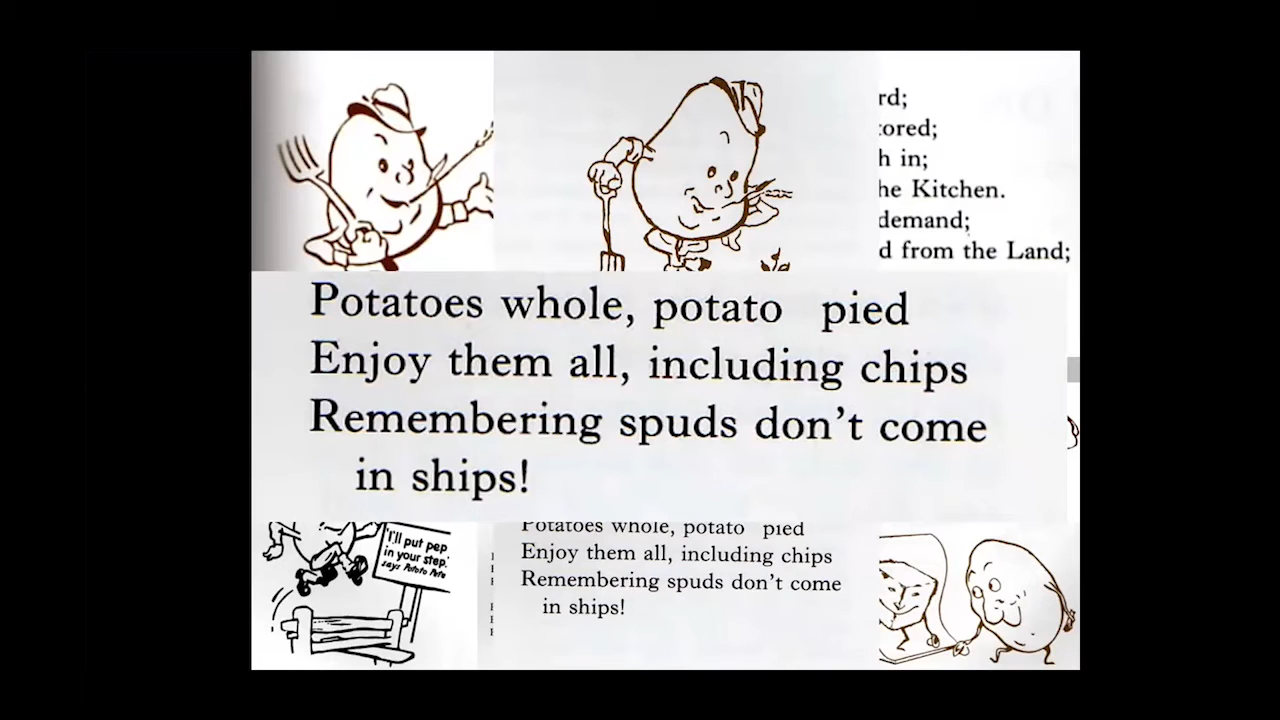 rd;
tored;
h in;
he Kitchen.
demand;
d from the Land;
Potatoes whole, potato pied
Enjoy them all, including chips
Remembering spuds don't come
in ships!
'I'll put pep
in your step.'
says Potato Pete
Potatoes whole, potato pied
Enjoy them all, including chips
Remembering spuds don't come
in ships!